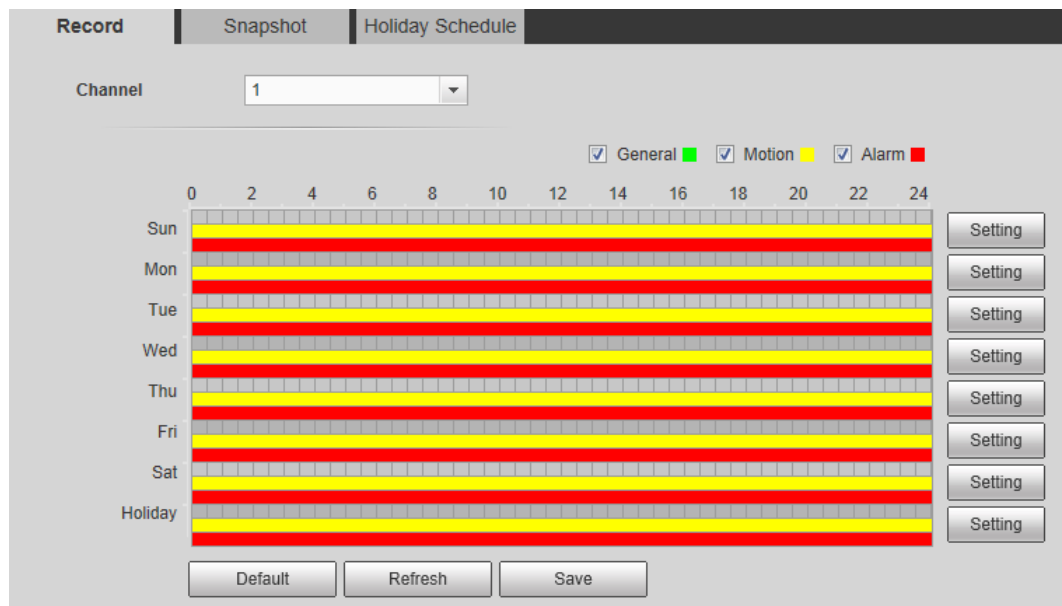 Record Snapshot Holiday Schedule
Channel 1
General Motion Alarm
0 2 4 6 8 10 12 14 16 18 20 22 24
Sun Setting
Mon Setting
Tue Setting
Wed Setting
Thu Setting
Fri Setting
Sat Setting
Holiday Setting
Default Refresh Save